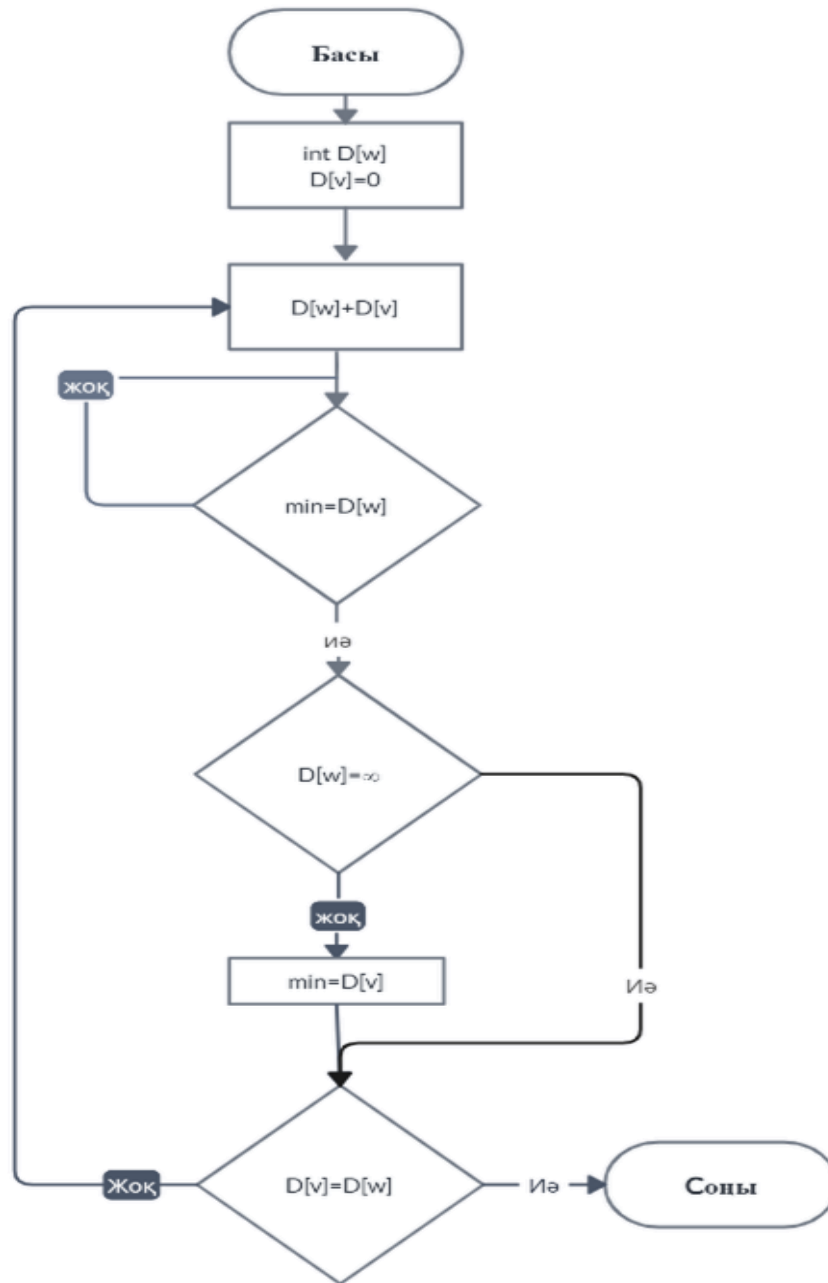 Басы
int D[w]
D[v]=0
D[w]+D[v]
жоқ
min=D[w]
иә
D[w]=∞
жоқ
min=D[v]
Иә
D[v]=D[w]
Жоқ
Иә
Соңы